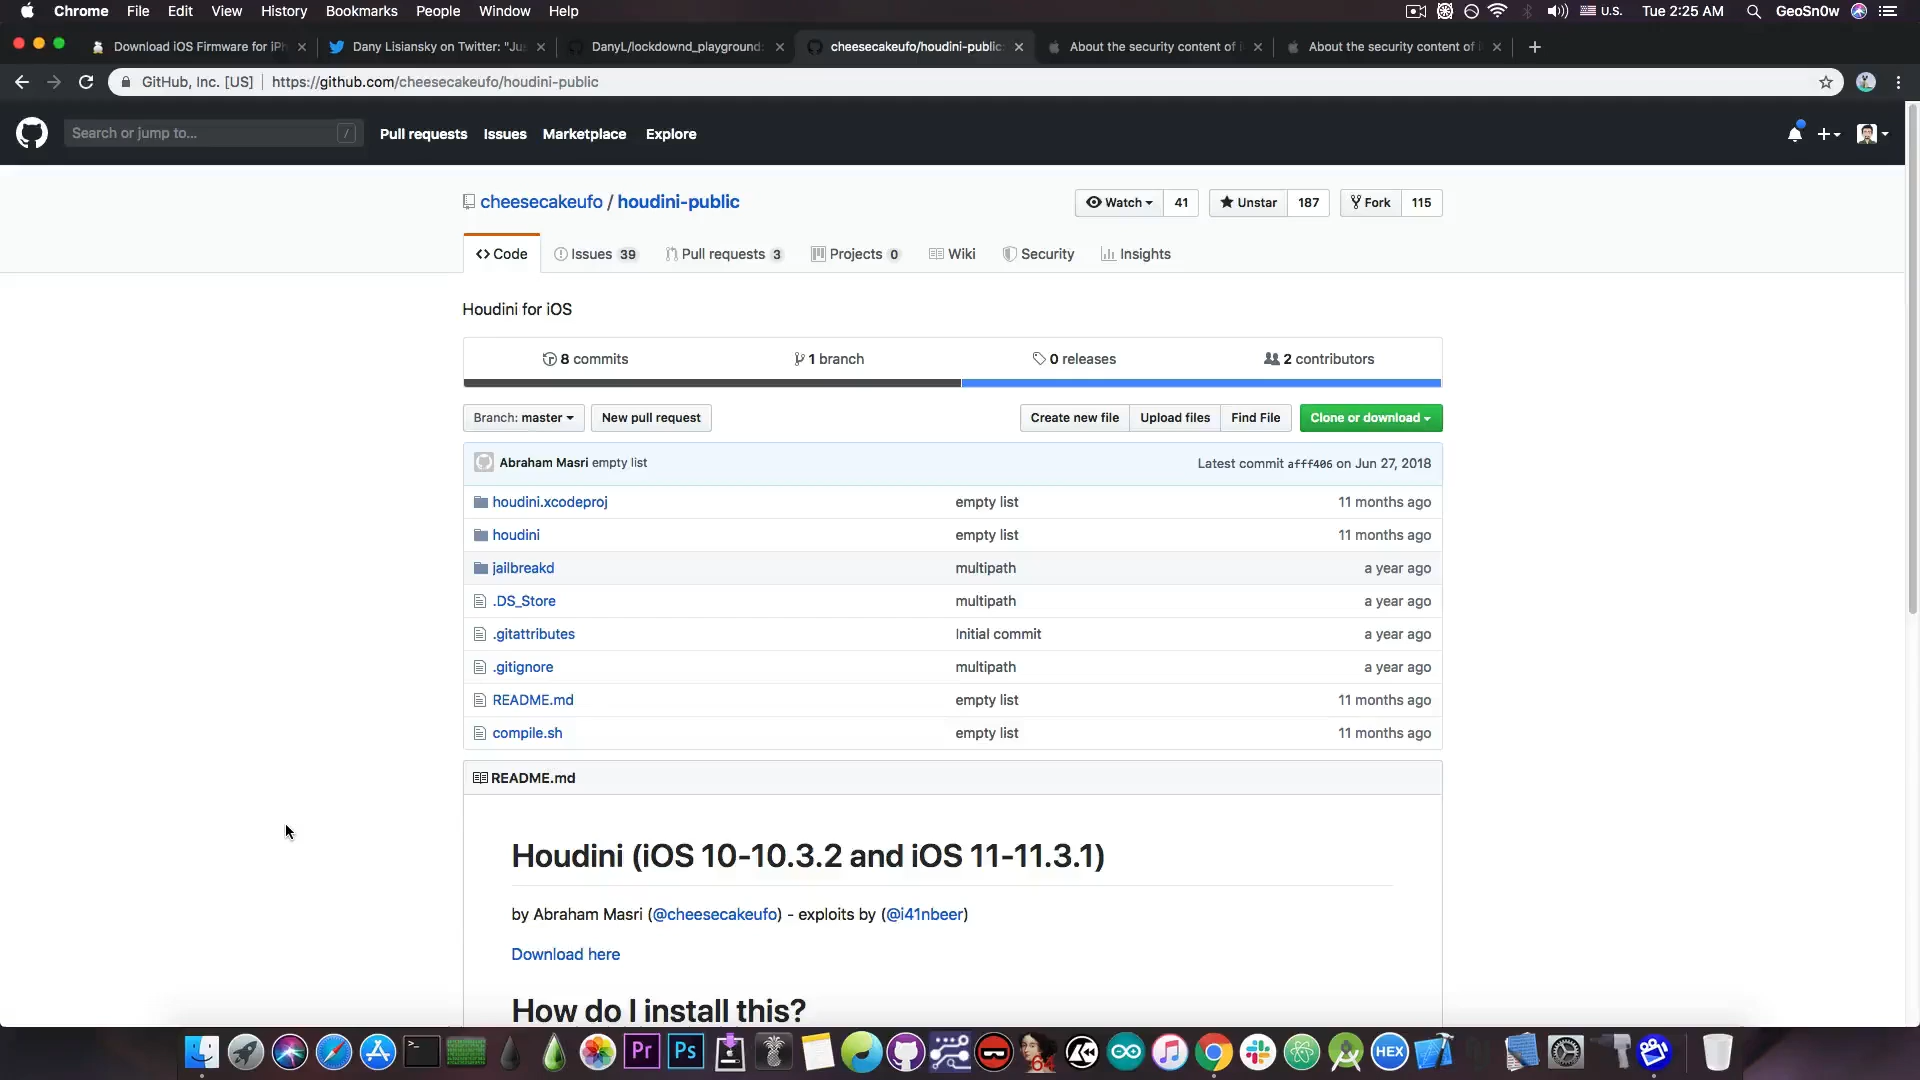 Chrome File Edit View History Bookmarks People Window Help
U.S. Tue 2:25 AM GeoSn0w
Download iOS Firmware for iPh
Dany Lisiansky on Twitter: "Jus
DanyL/lockdownd_playground:
cheesecakeufo/houdini-public:
About the security content of i
About the security content of i
GitHub, Inc. [US] https://github.com/cheesecakeufo/houdini-public
Search or jump to... / Pull requests Issues Marketplace Explore
cheesecakeufo / houdini-public Watch 41 Unstar 187 Fork 115
Code Issues 39 Pull requests 3 Projects 0 Wiki Security Insights
Houdini for iOS
8 commits 1 branch 0 releases 2 contributors
Branch: master New pull request Create new file Upload files Find File Clone or download
Abraham Masri empty list Latest commit afff406 on Jun 27, 2018
houdini.xcodeproj empty list 11 months ago
houdini empty list 11 months ago
jailbreakd multipath a year ago
.DS_Store multipath a year ago
.gitattributes Initial commit a year ago
.gitignore multipath a year ago
README.md empty list 11 months ago
compile.sh empty list 11 months ago
README.md
Houdini (iOS 10-10.3.2 and iOS 11-11.3.1)
by Abraham Masri (@cheesecakeufo) - exploits by (@i41nbeer)
Download here
How do I install this?
Pr Ps 64 HEX